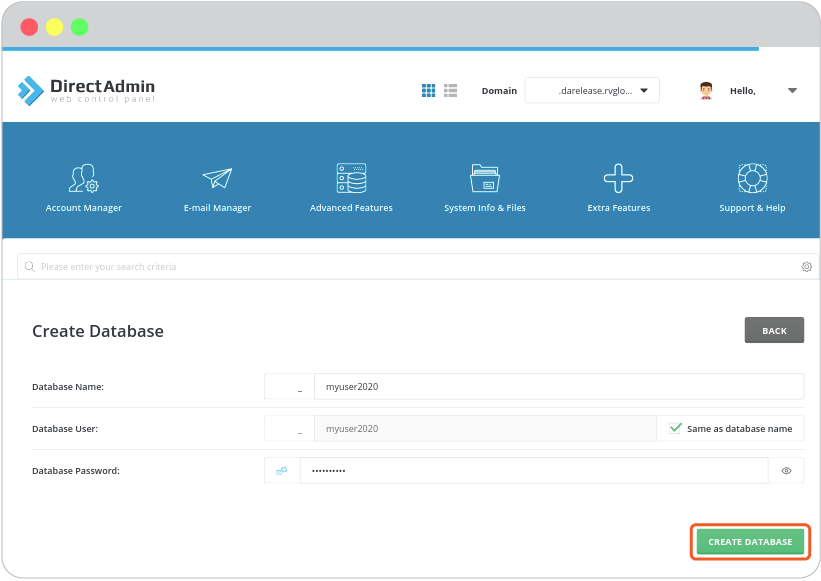 DirectAdmin
web control panel
Domain
.darelease.rvglo...
Hello,
Account Manager
E-mail Manager
Advanced Features
System Info & Files
Extra Features
Support & Help
Please enter your search criteria
Create Database
BACK
Database Name:
_ myuser2020
Database User:
_ myuser2020
Same as database name
Database Password:
••••••••••
CREATE DATABASE